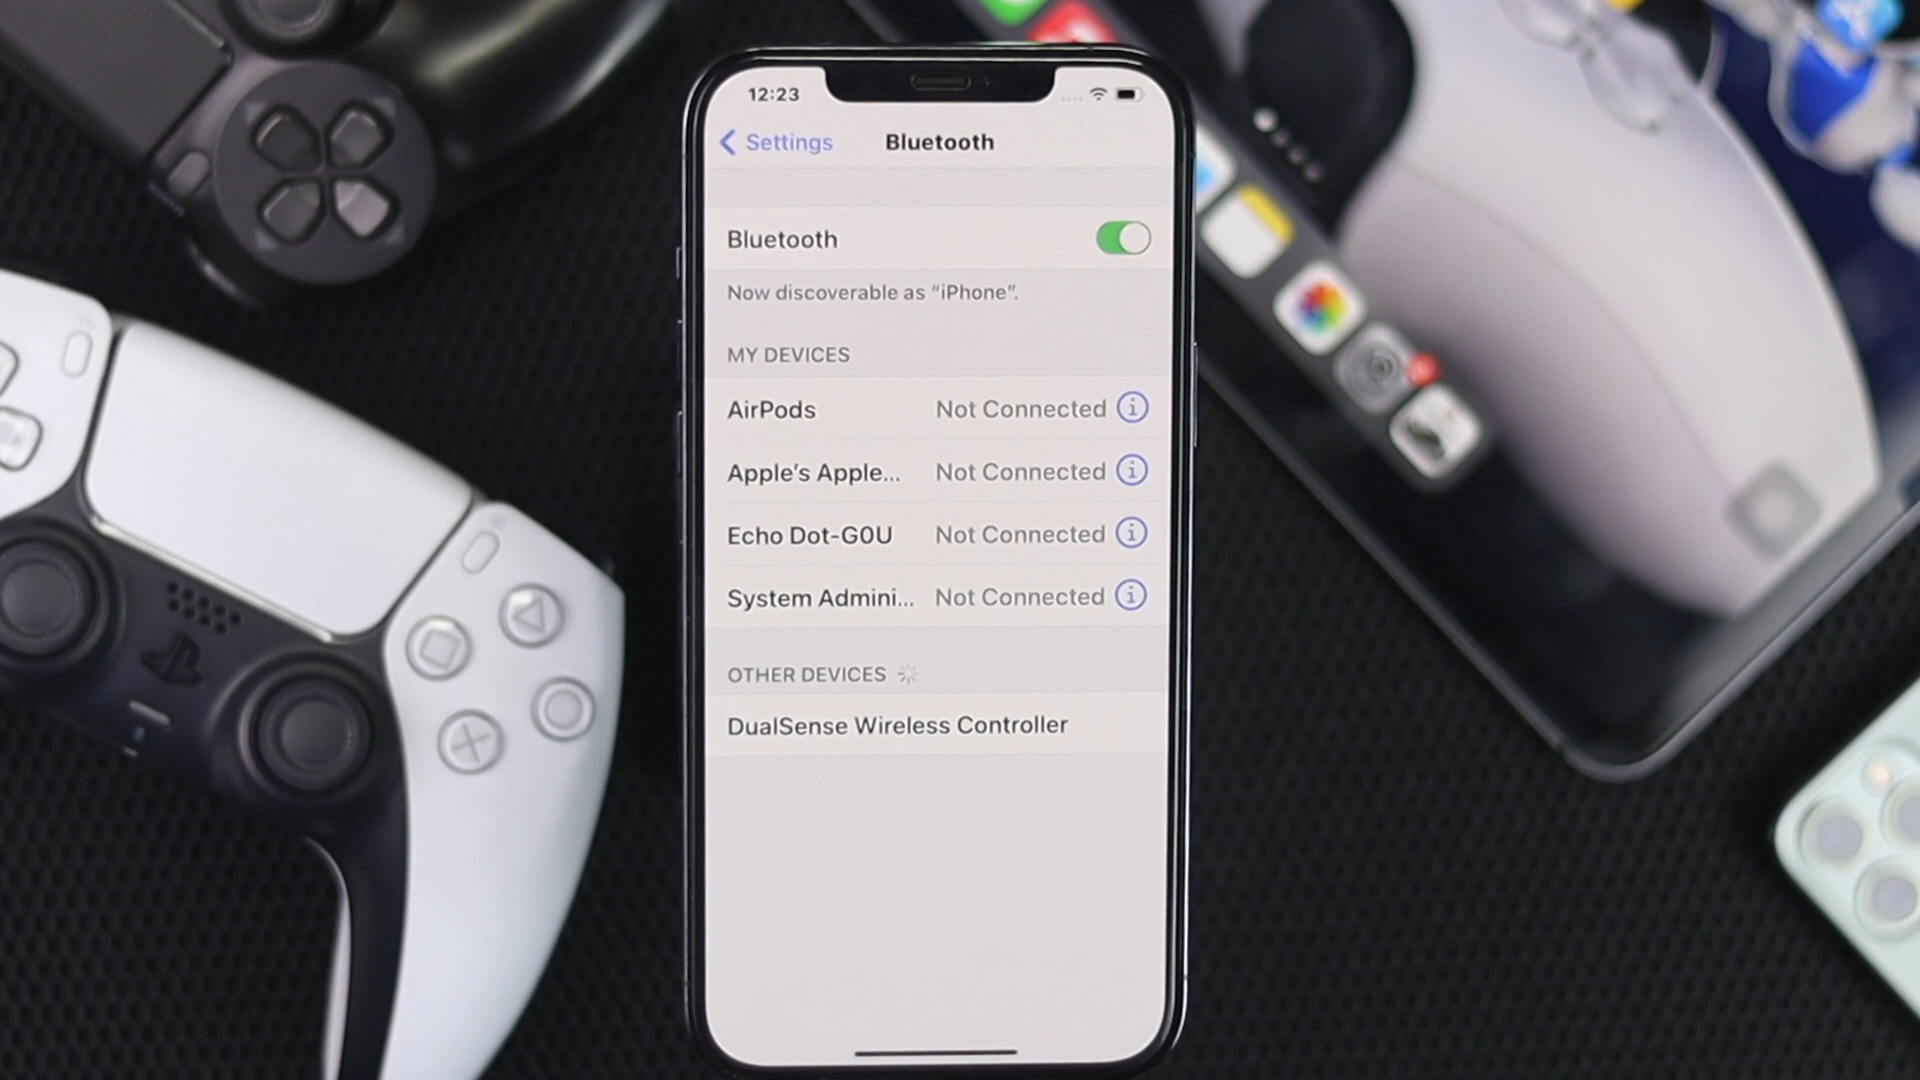 12:23
Settings
Bluetooth
Bluetooth
Now discoverable as “iPhone”.
MY DEVICES
AirPods Not Connected
Apple’s Apple... Not Connected
Echo Dot-G0U Not Connected
System Admini... Not Connected
OTHER DEVICES
DualSense Wireless Controller